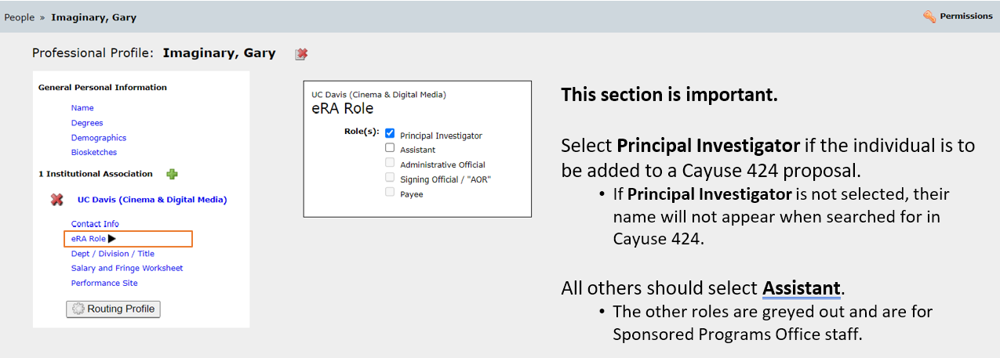 People » Imaginary, Gary
Permissions
Professional Profile: Imaginary, Gary
General Personal Information
Name
Degrees
Demographics
Biosketches
1 Institutional Association
UC Davis (Cinema & Digital Media)
Contact Info
eRA Role
Dept / Division / Title
Salary and Fringe Worksheet
Performance Site
Routing Profile
UC Davis (Cinema & Digital Media)
eRA Role
Role(s):
Principal Investigator
Assistant
Administrative Official
Signing Official / "AOR"
Payee
This section is important.
Select Principal Investigator if the individual is to
be added to a Cayuse 424 proposal.
• If Principal Investigator is not selected, their
name will not appear when searched for in
Cayuse 424.
All others should select Assistant.
• The other roles are greyed out and are for
Sponsored Programs Office staff.